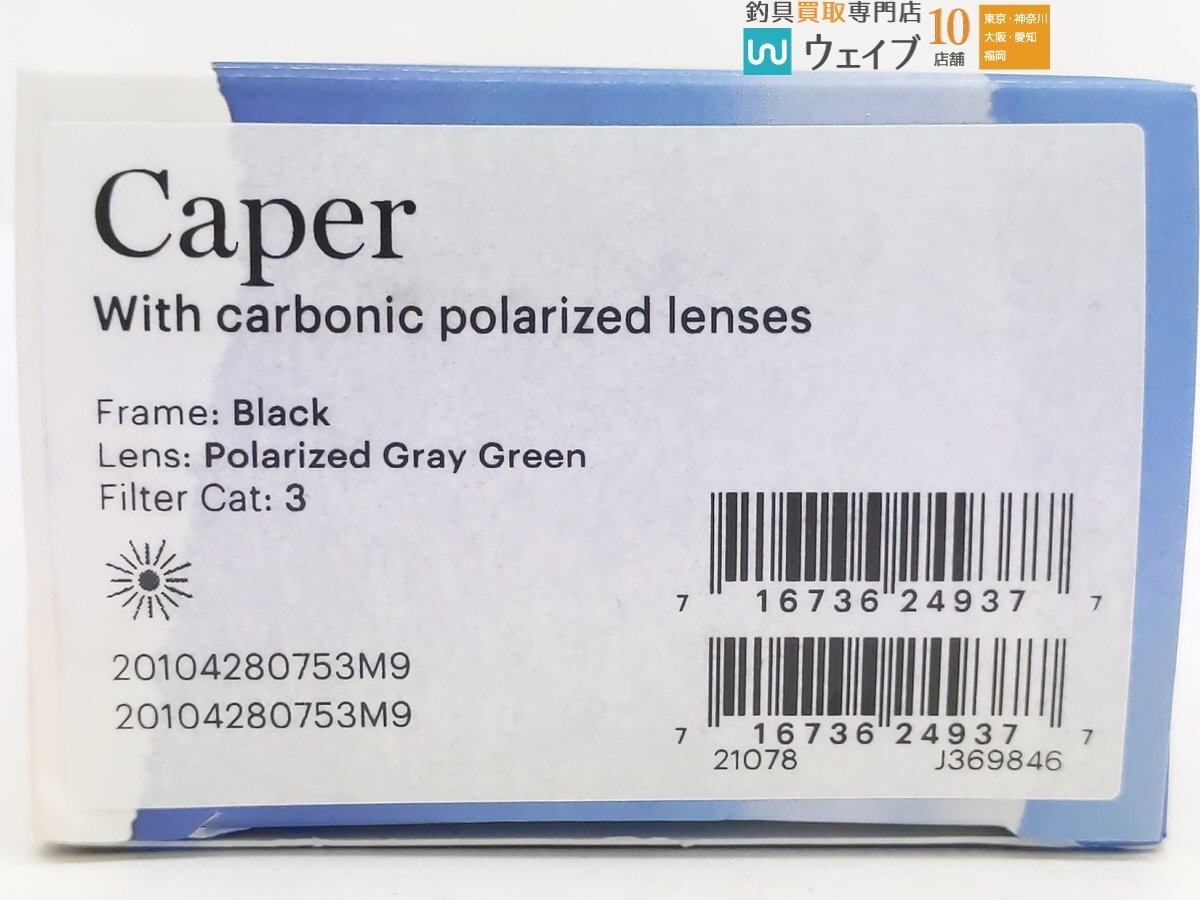 釣具買取専門店
ウェイブ
10
店舗
東京・神奈川
大阪・愛知
福岡
Caper
With carbonic polarized lenses
Frame: Black
Lens: Polarized Gray Green
Filter Cat: 3
7 16736 24937 7
20104280753M9
20104280753M9
7 16736 24937 7
21078 J369846